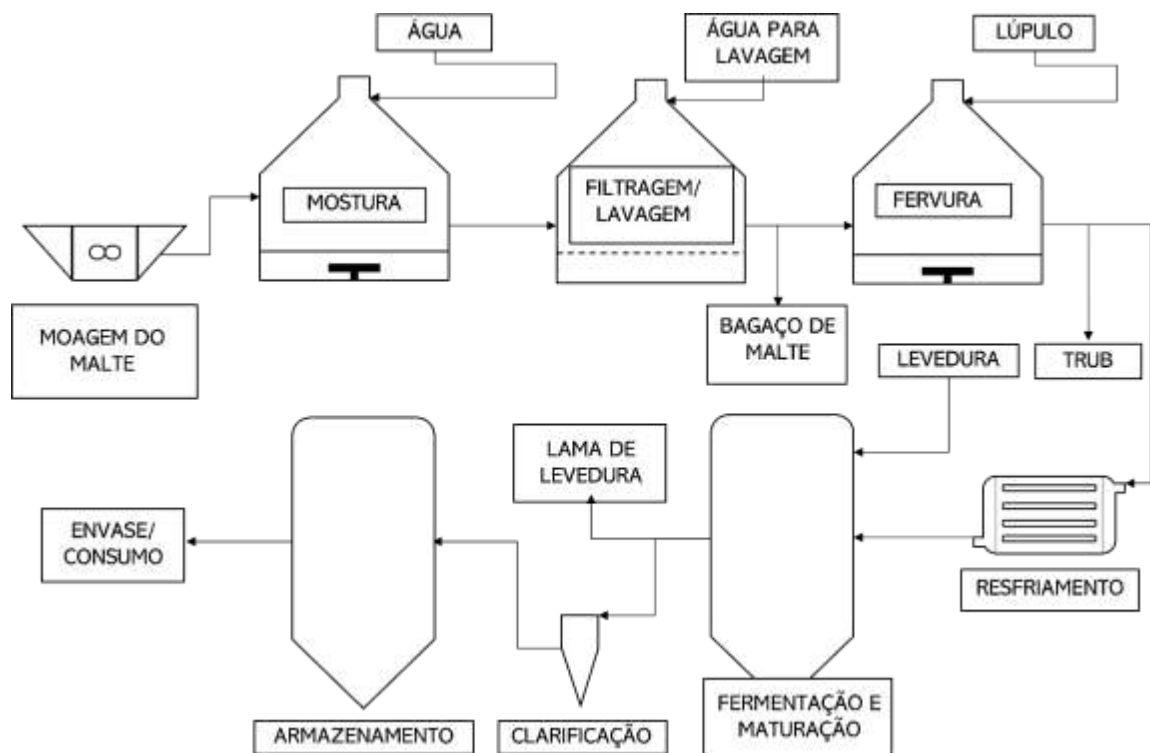 ÁGUA
ÁGUA PARA
LAVAGEM
LÚPULO
MOSTURA
FILTRAGEM/
LAVAGEM
FERVURA
MOAGEM DO
MALTE
BAGAÇO DE
MALTE
LEVEDURA
TRUB
LAMA DE
LEVEDURA
ENVASE/
CONSUMO
RESFRIAMENTO
ARMAZENAMENTO
CLARIFICAÇÃO
FERMENTAÇÃO E
MATURAÇÃO